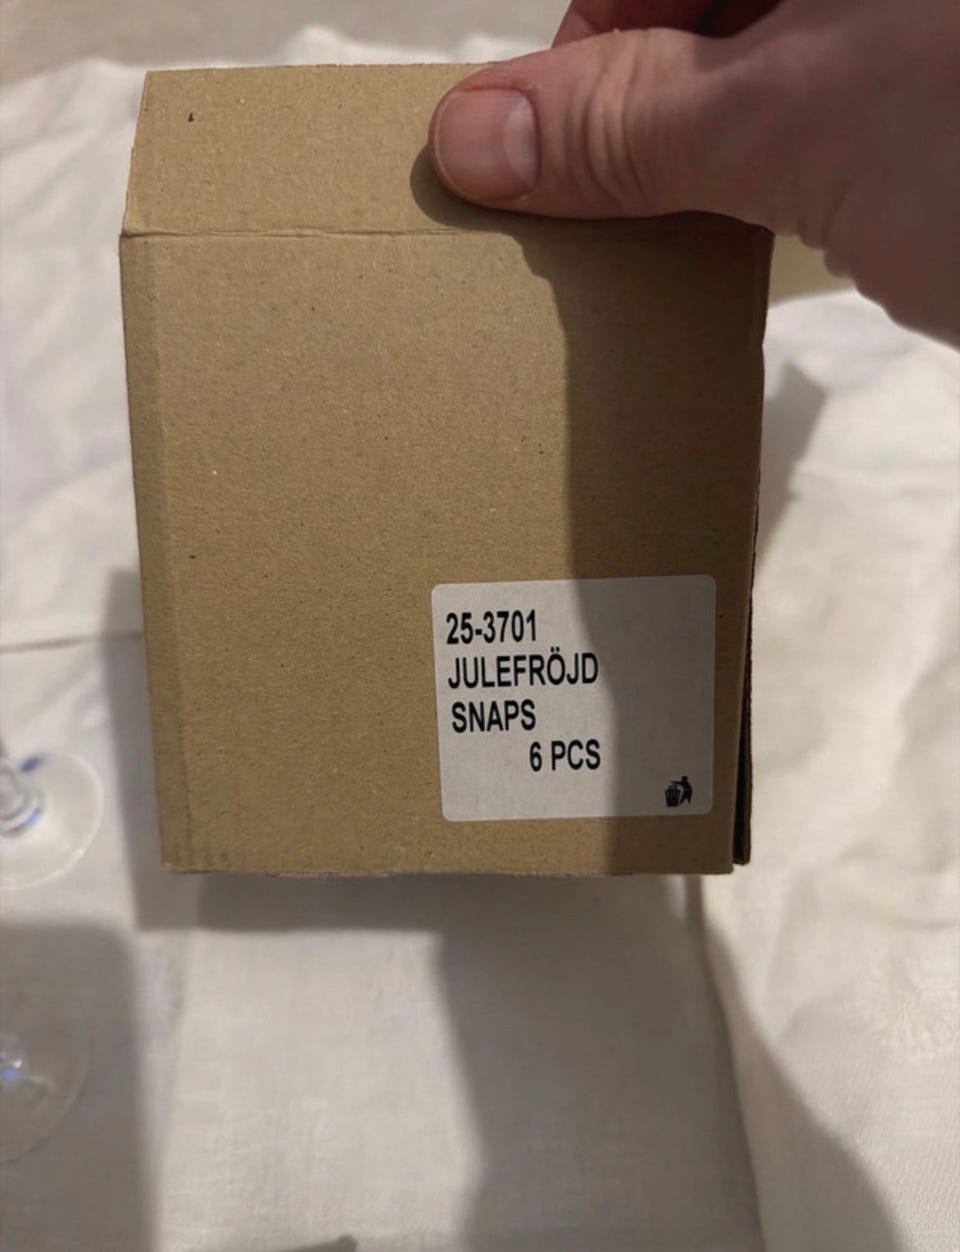 25-3701
JULEFRÖJD
SNAPS
6 PCS